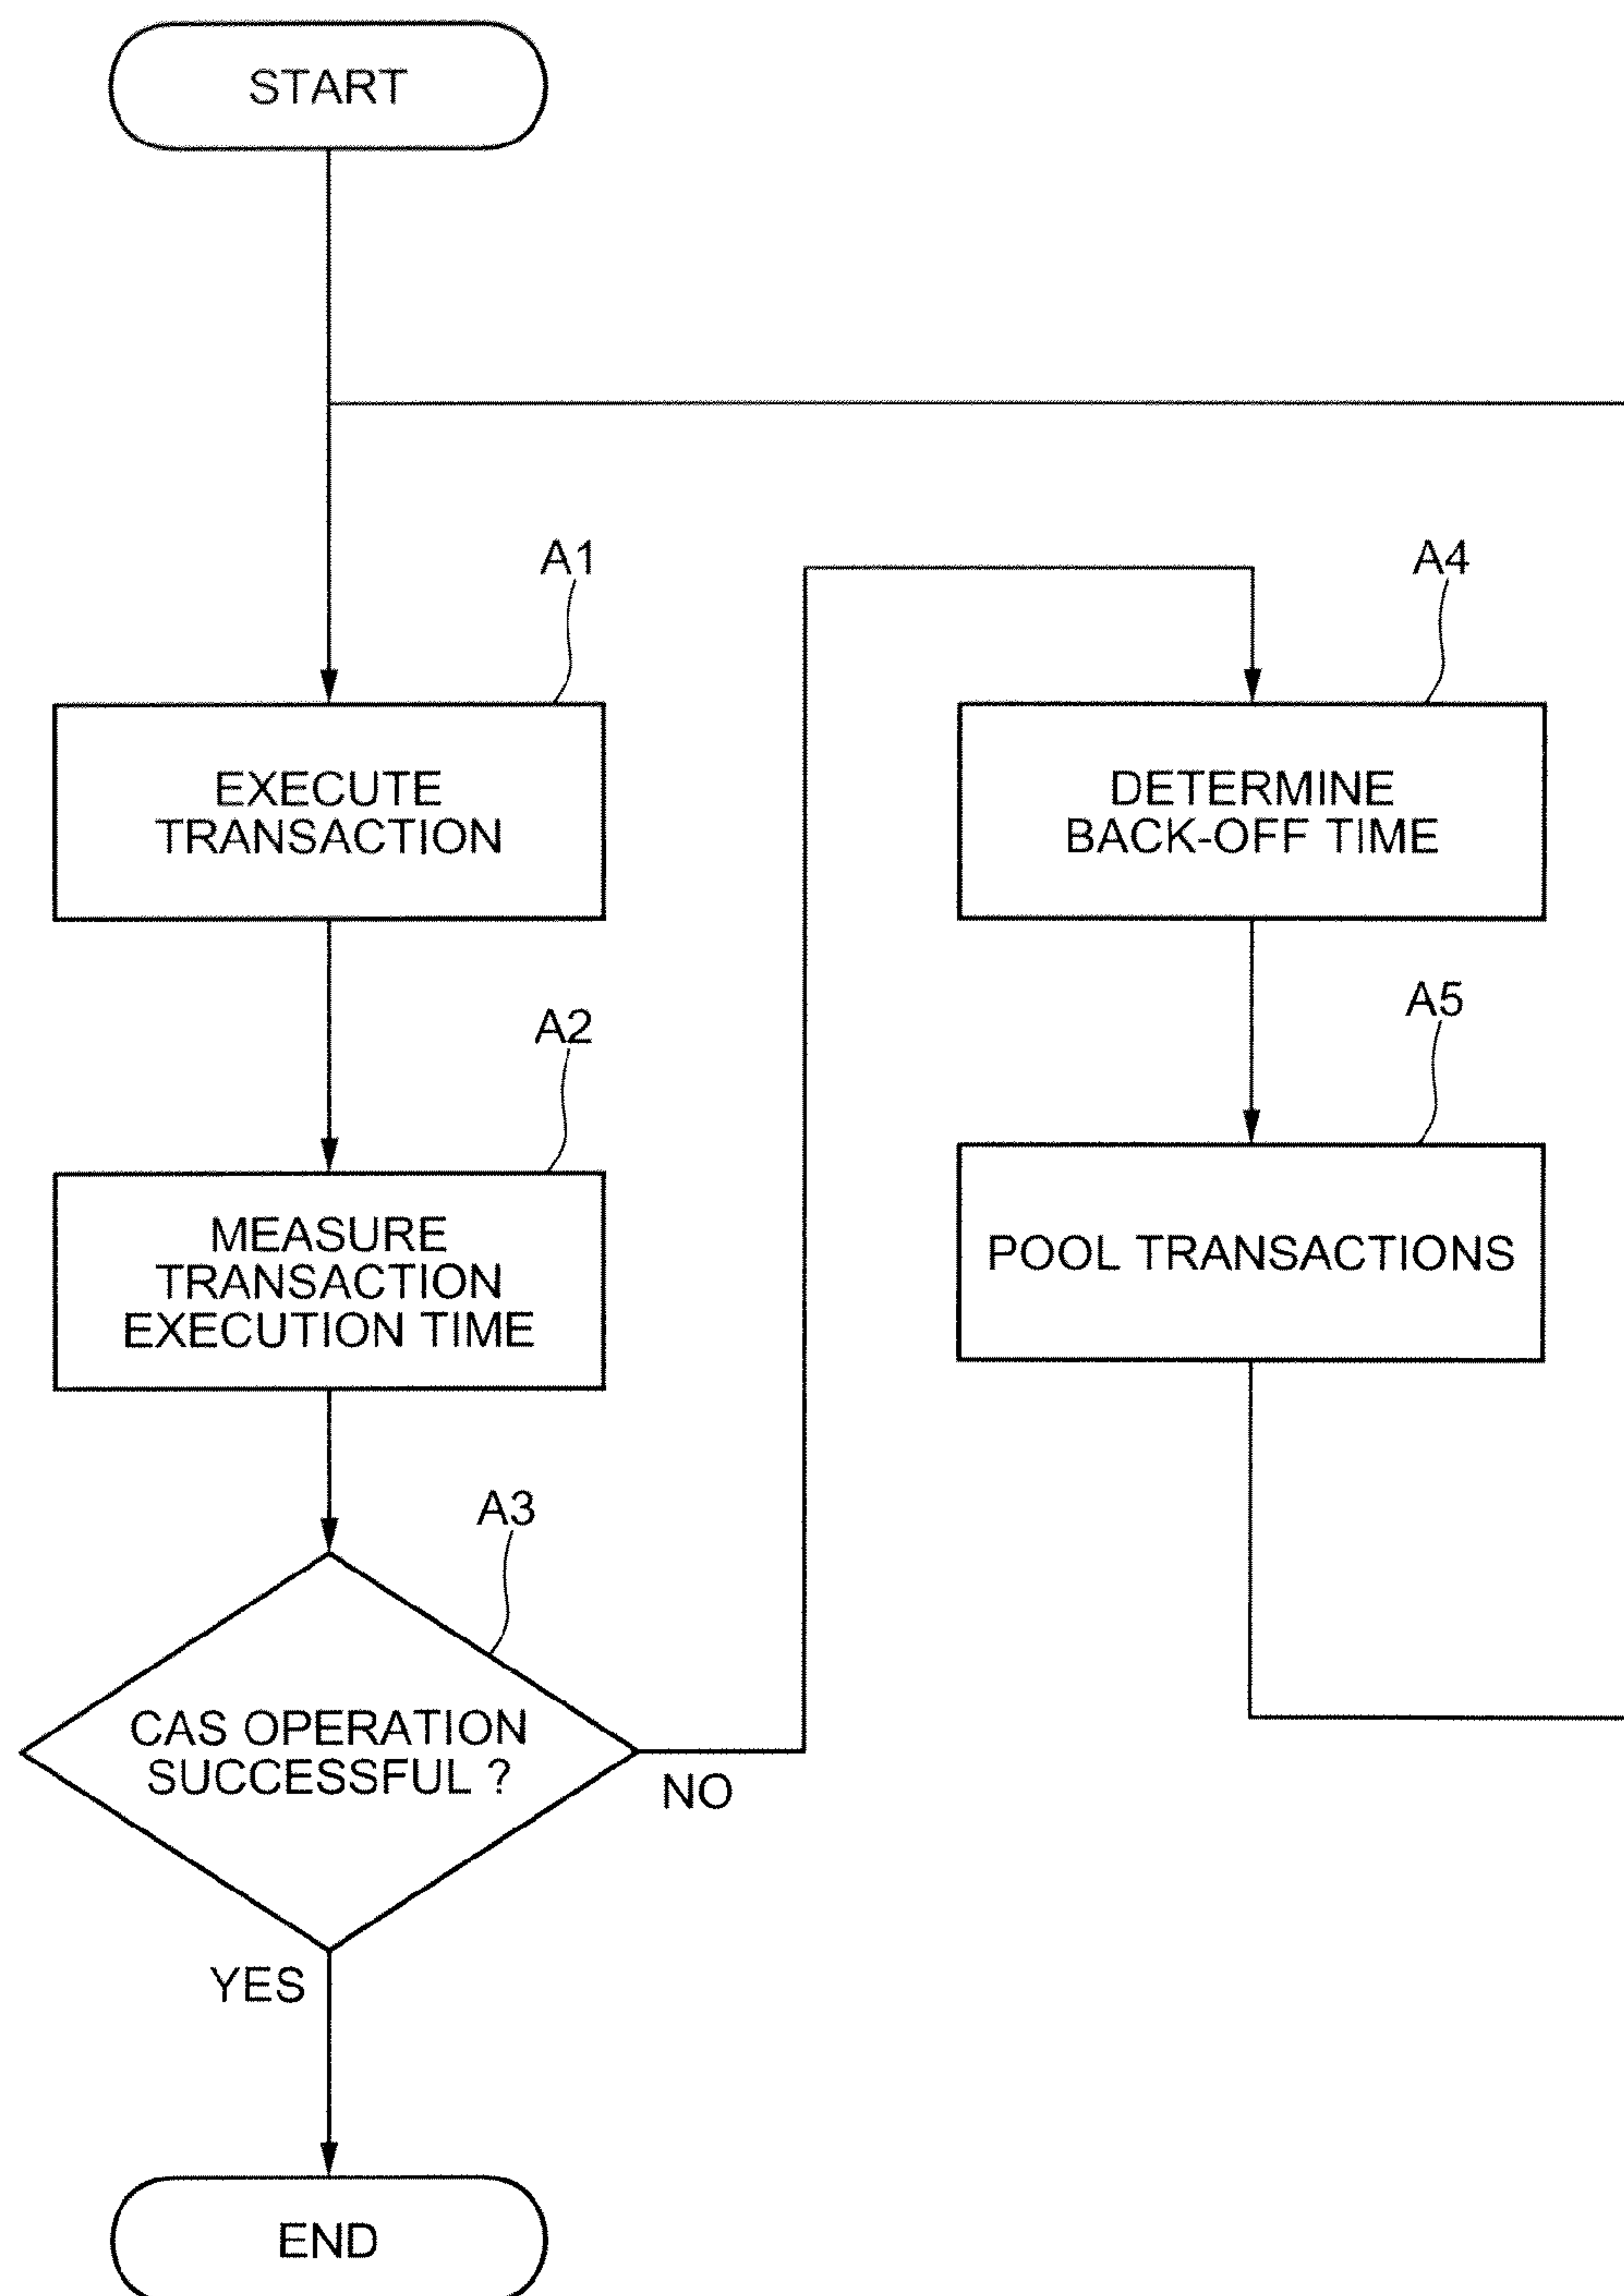 START
A1
EXECUTE
TRANSACTION
A2
MEASURE
TRANSACTION
EXECUTION TIME
A3
CAS OPERATION
SUCCESSFUL ?
NO
YES
END
A4
DETERMINE
BACK-OFF TIME
A5
POOL TRANSACTIONS